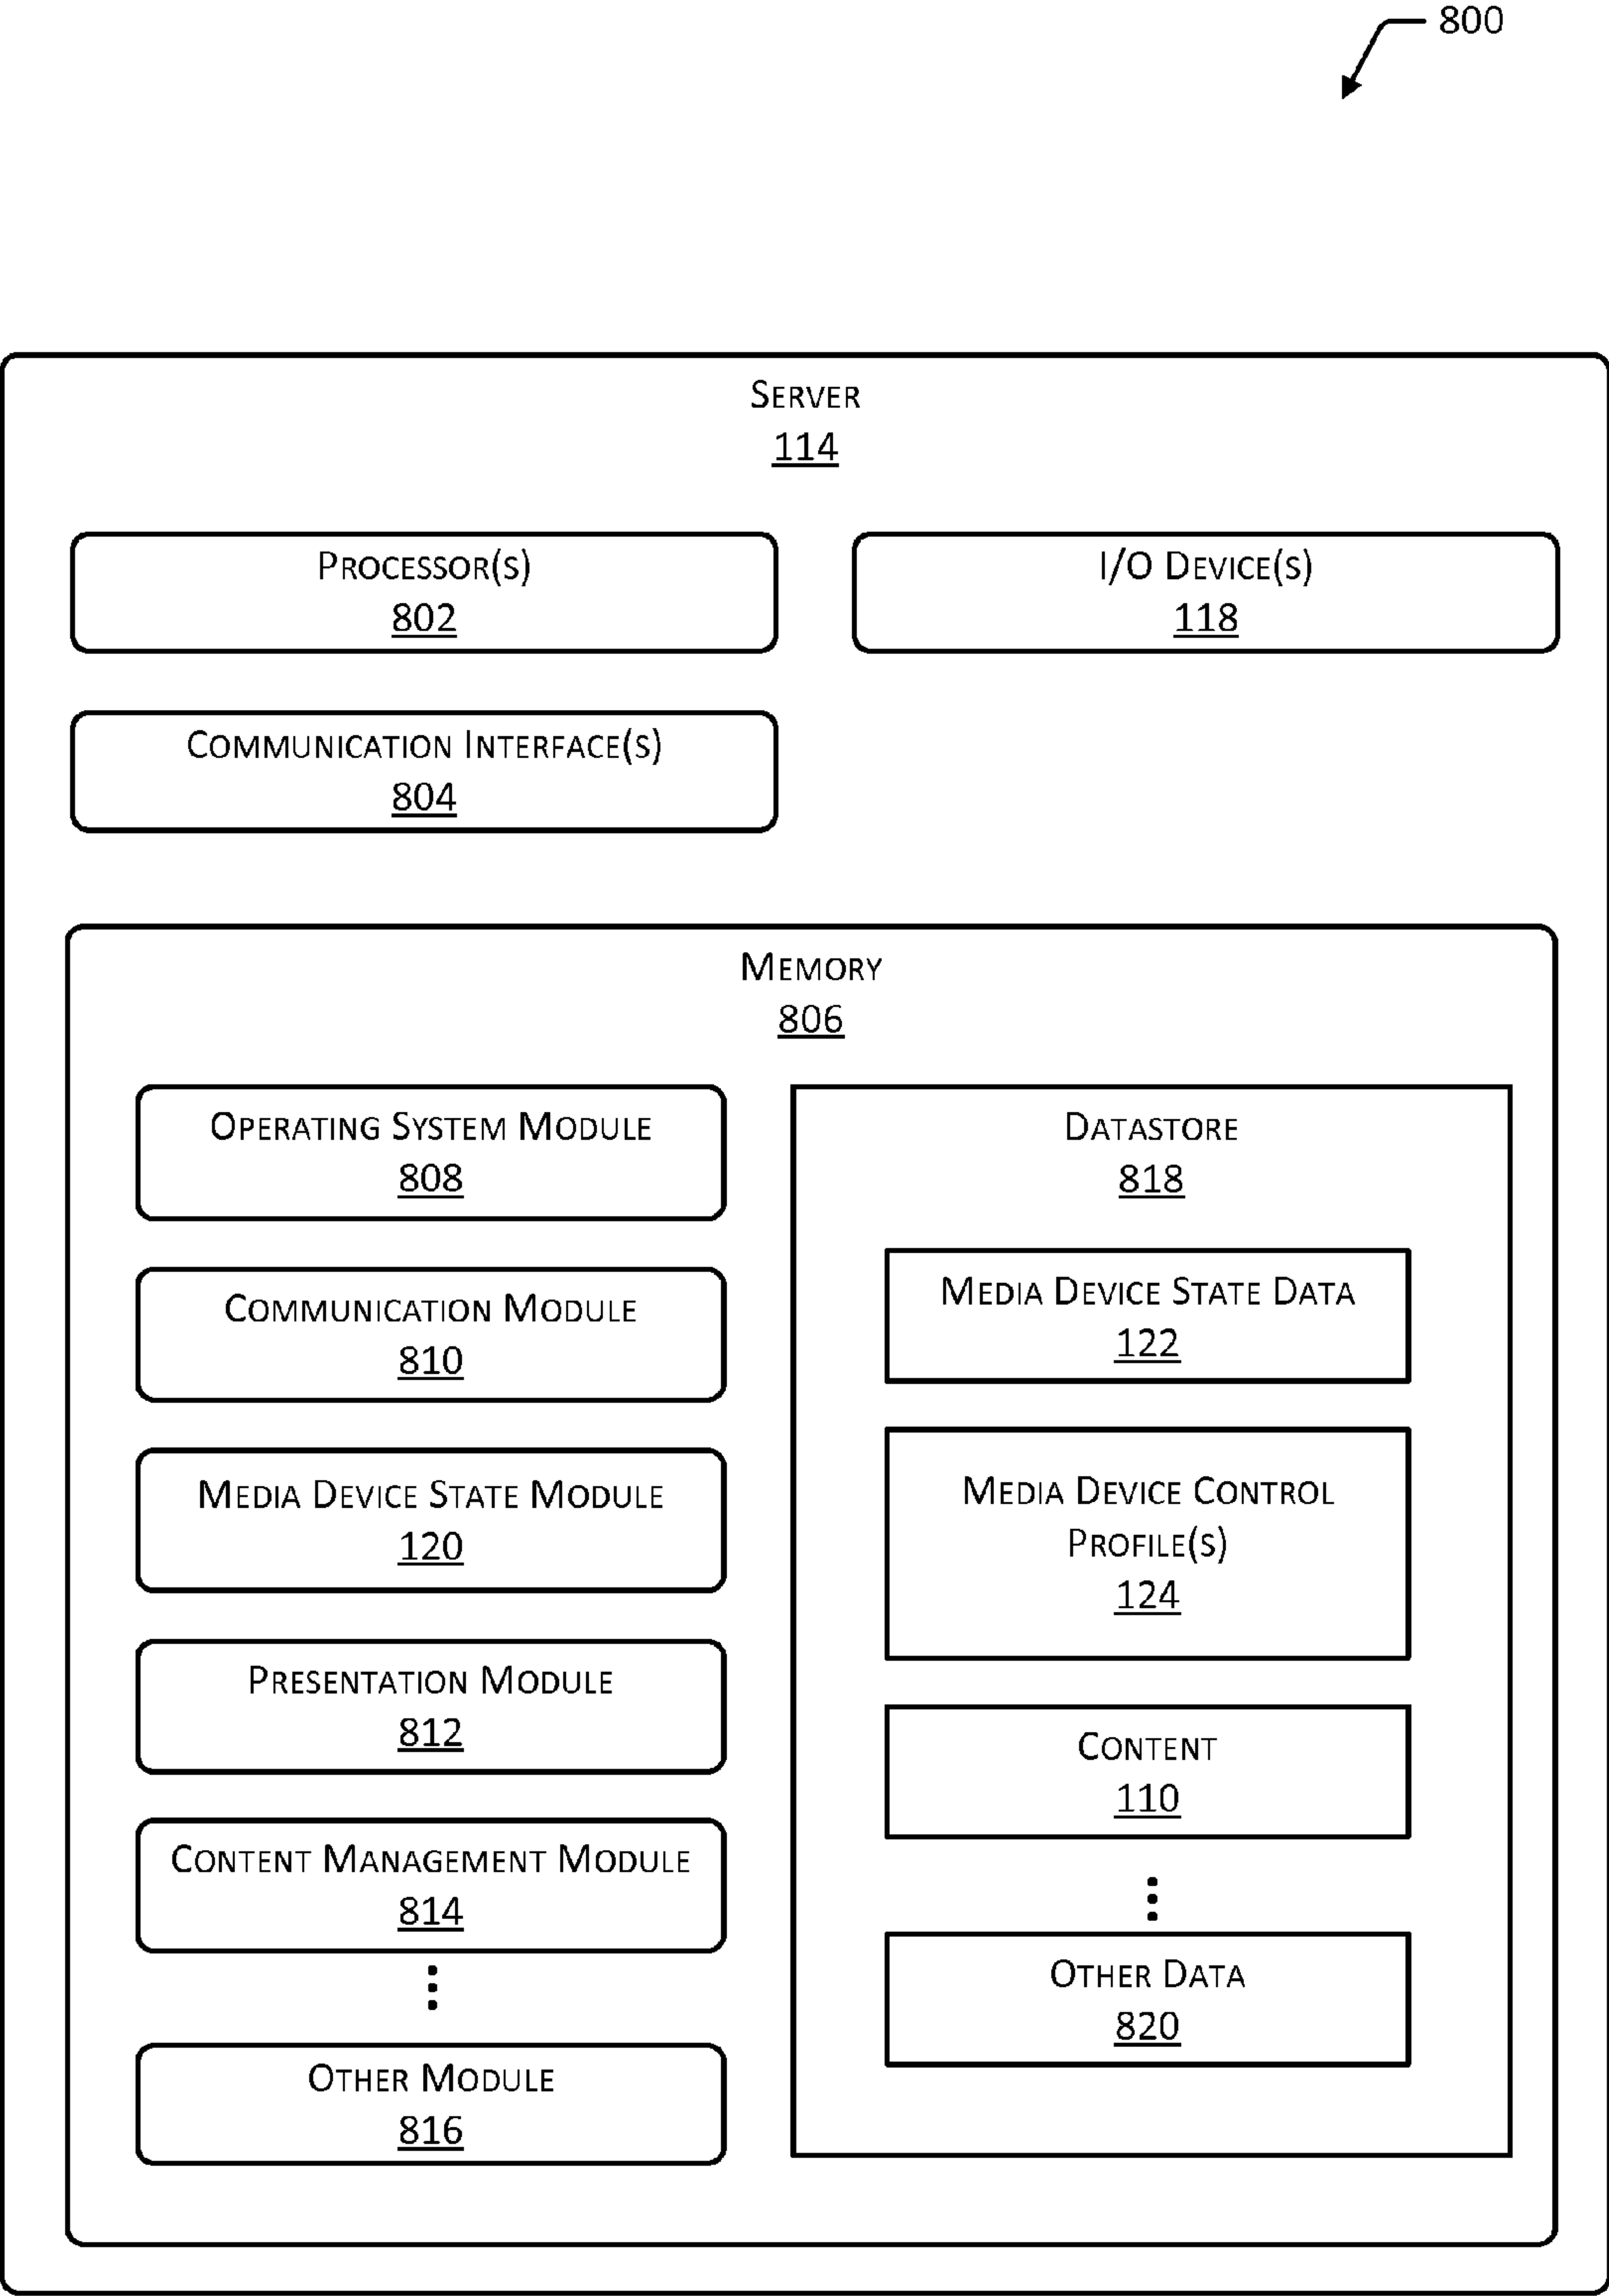 800
Server
114
Processor(s)
802
I/O Device(s)
118
Communication Interface(s)
804
Memory
806
Operating System Module
808
Communication Module
810
Media Device State Module
120
Presentation Module
812
Content Management Module
814
Other Module
816
Datastore
818
Media Device State Data
122
Media Device Control
Profile(s)
124
Content
110
Other Data
820